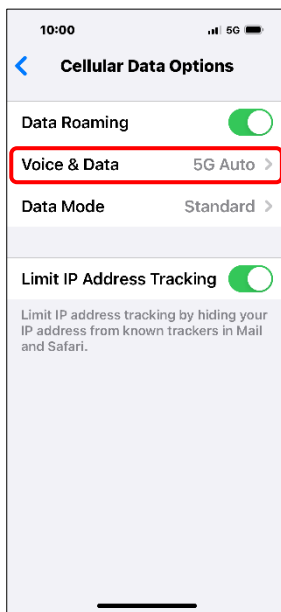 10:00 5G
Cellular Data Options
Data Roaming
Voice & Data 5G Auto
Data Mode Standard
Limit IP Address Tracking
Limit IP address tracking by hiding your
IP address from known trackers in Mail
and Safari.